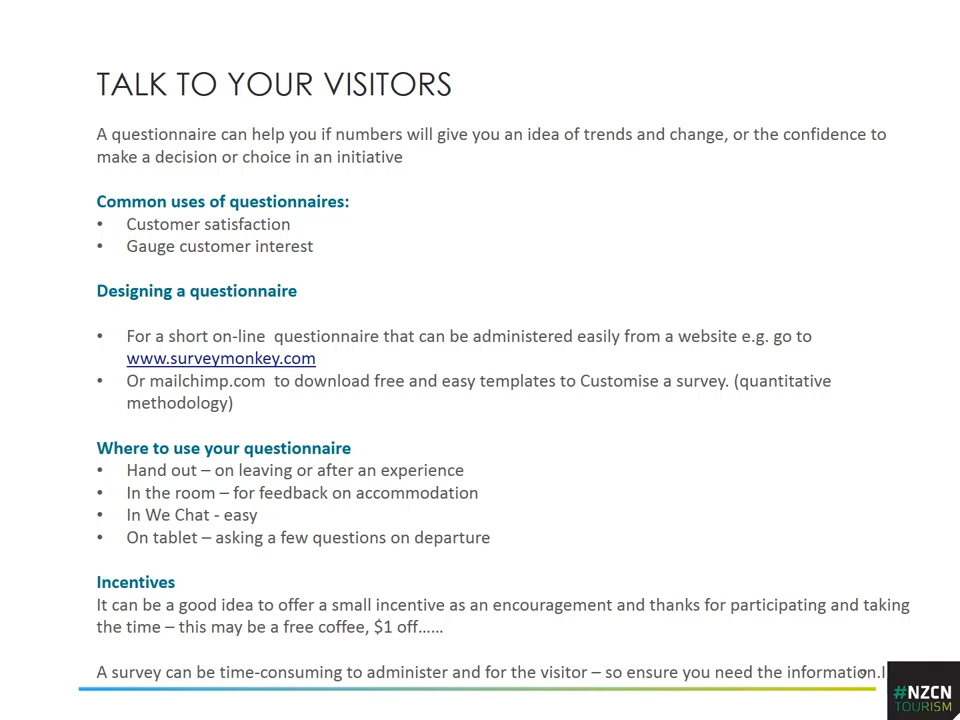 TALK TO YOUR VISITORS
A questionnaire can help you if numbers will give you an idea of trends and change, or the confidence to
make a decision or choice in an initiative
Common uses of questionnaires:
• Customer satisfaction
• Gauge customer interest
Designing a questionnaire
• For a short on-line  questionnaire that can be administered easily from a website e.g. go to
www.surveymonkey.com
• Or mailchimp.com  to download free and easy templates to Customise a survey. (quantitative
methodology)
Where to use your questionnaire
• Hand out – on leaving or after an experience
• In the room – for feedback on accommodation
• In We Chat - easy
• On tablet – asking a few questions on departure
Incentives
It can be a good idea to offer a small incentive as an encouragement and thanks for participating and taking
the time – this may be a free coffee, $1 off……
A survey can be time-consuming to administer and for the visitor – so ensure you need the information.I
#NZCN
TOURISM